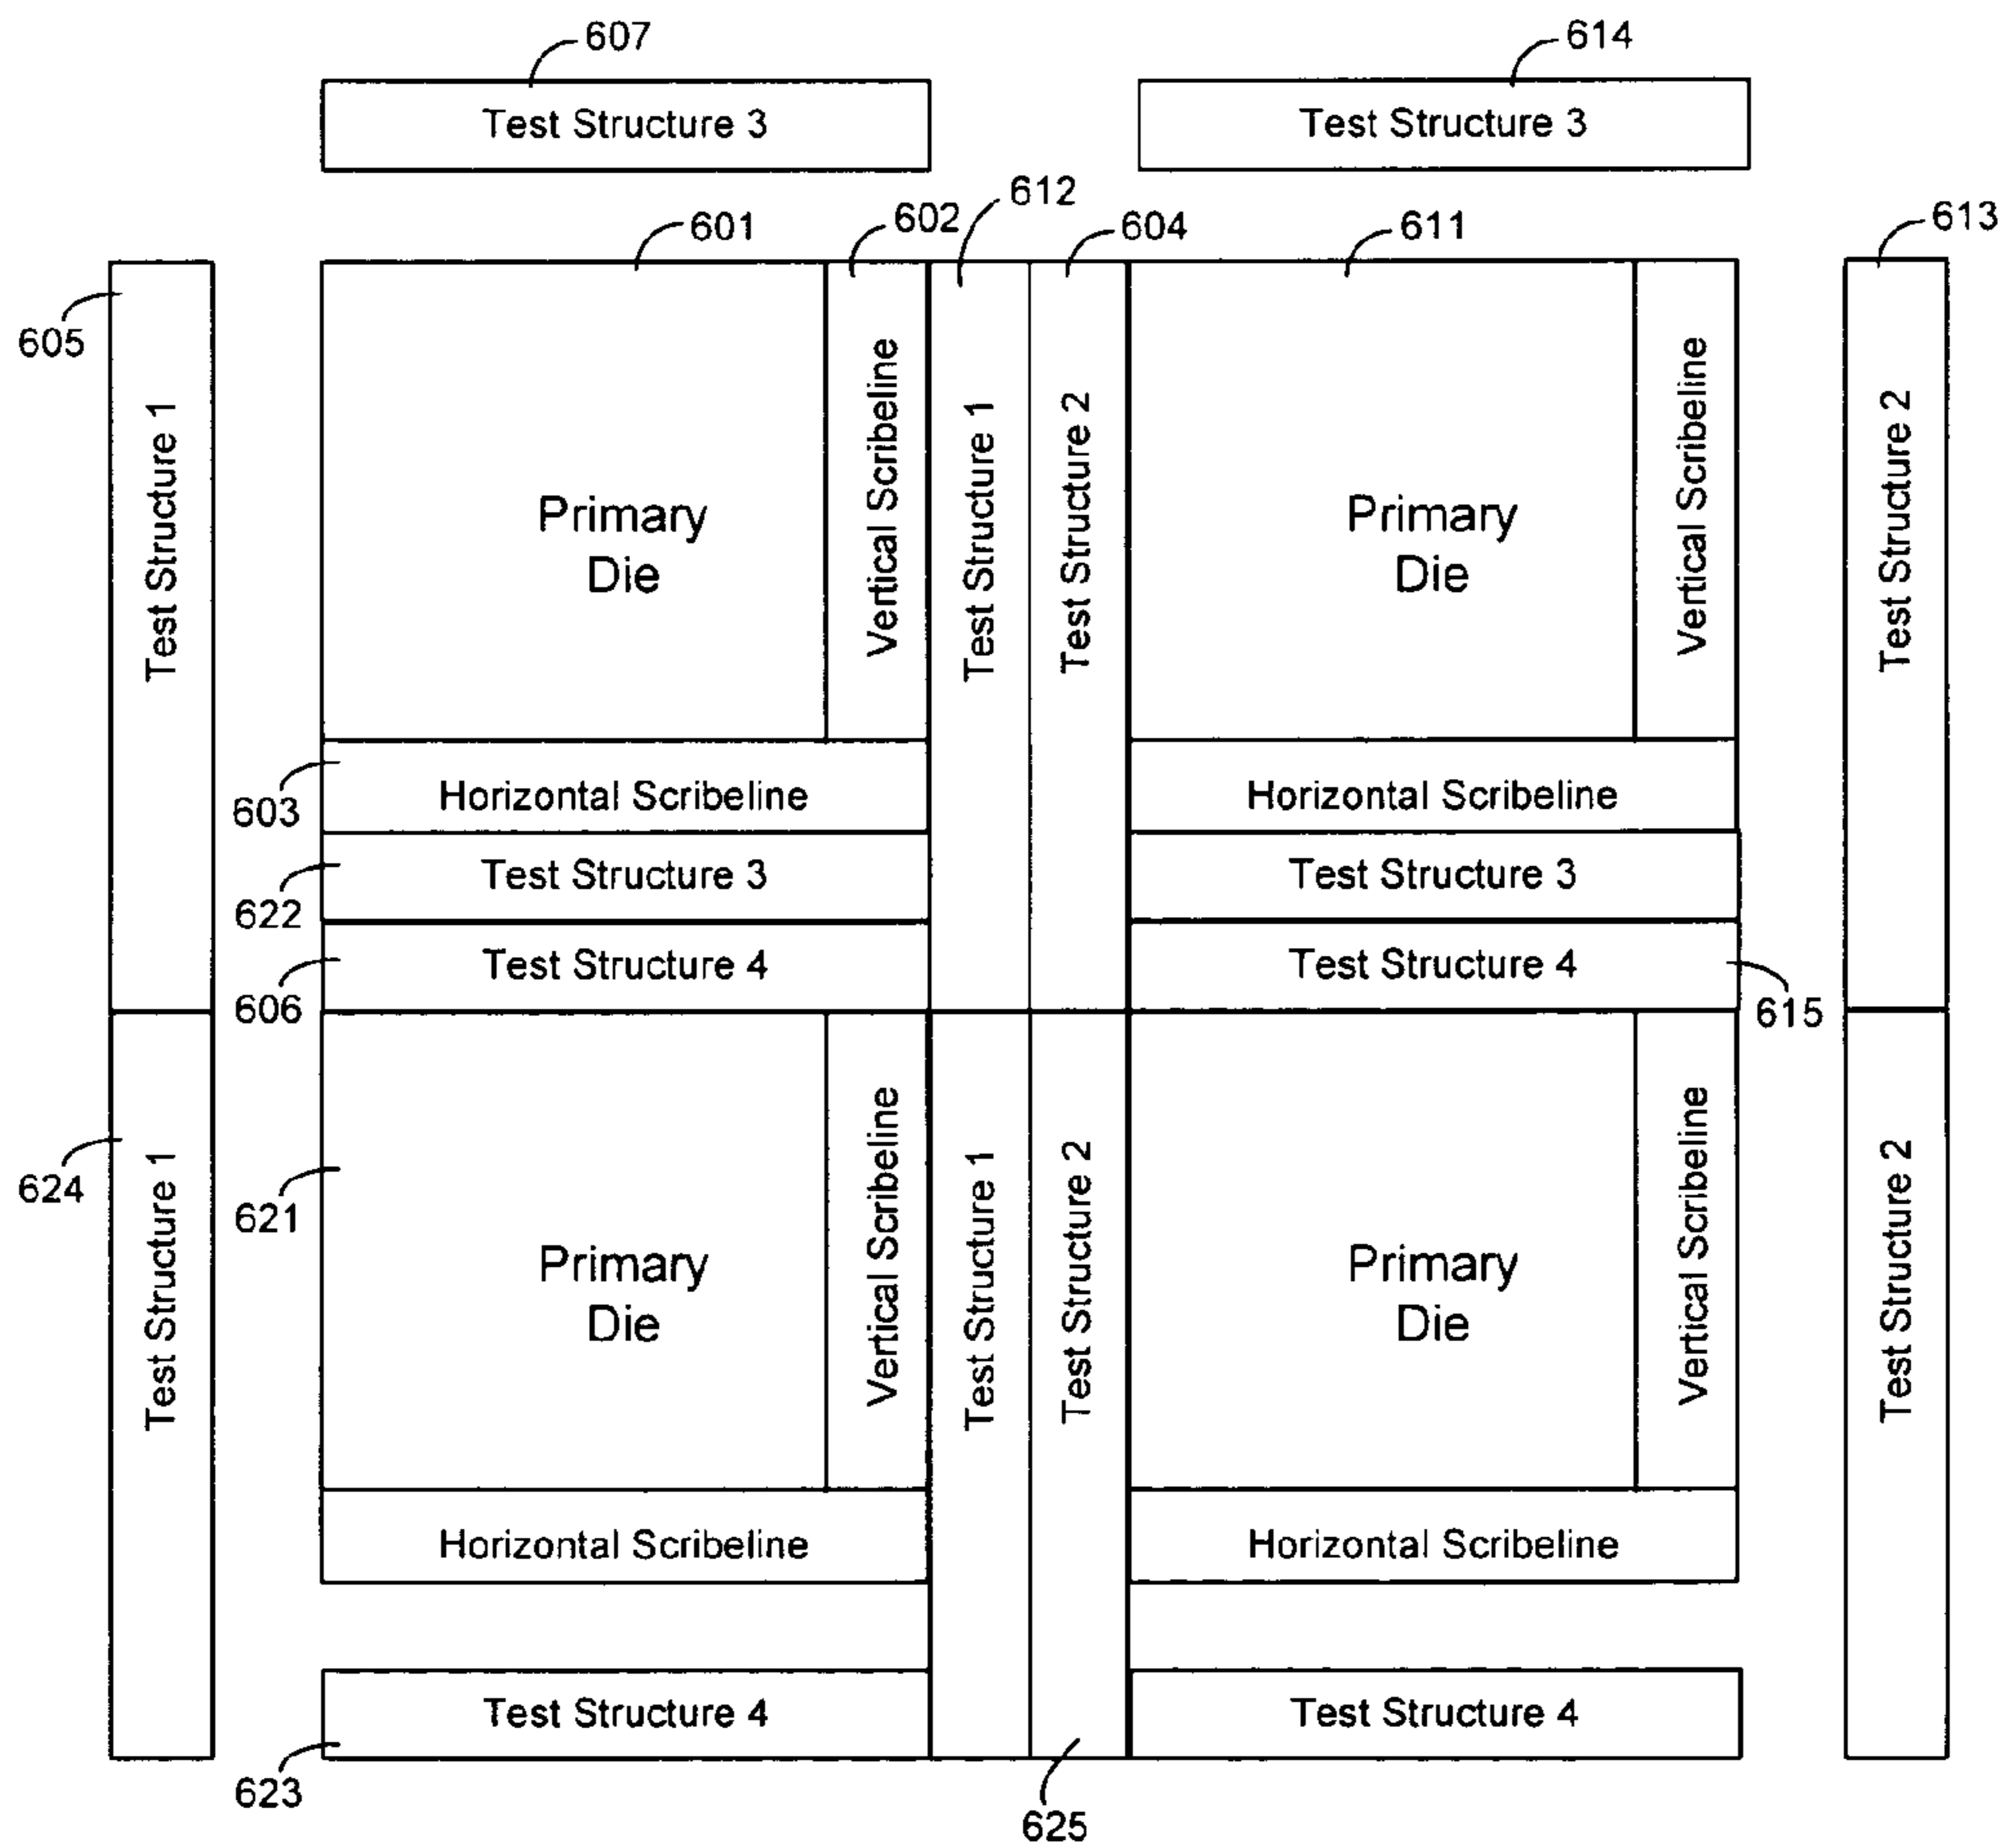 607
614
Test Structure 3
Test Structure 3
612
602
613
601
604
611
605
Test Structure 1
Primary
Die
Vertical Scribeline
Test Structure 1
Test Structure 2
Primary
Die
Vertical Scribeline
Test Structure 2
603
Horizontal Scribeline
Horizontal Scribeline
622
Test Structure 3
Test Structure 3
606
Test Structure 4
Test Structure 4
615
624
Test Structure 1
621
Primary
Die
Vertical Scribeline
Test Structure 1
Test Structure 2
Primary
Die
Vertical Scribeline
Test Structure 2
Horizontal Scribeline
Horizontal Scribeline
Test Structure 4
Test Structure 4
623
625